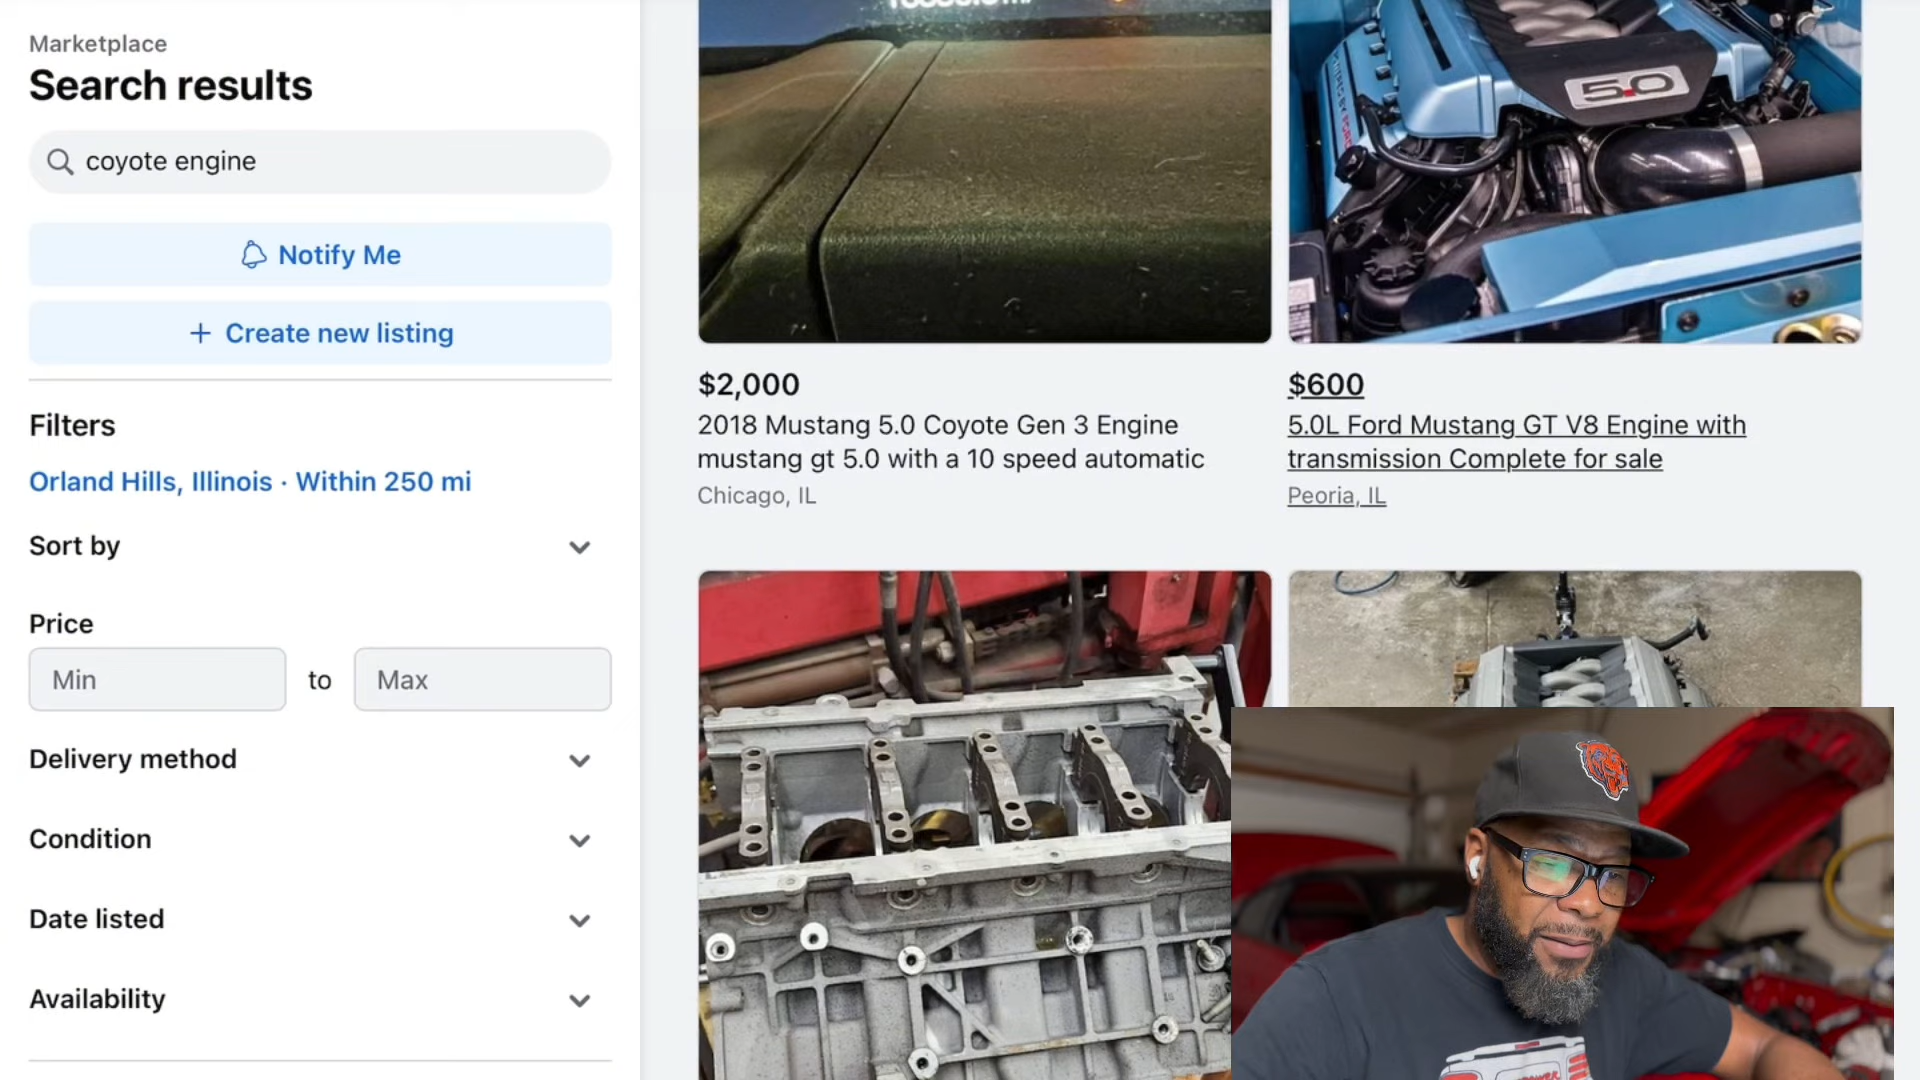 Marketplace
Search results
coyote engine
Notify Me
Create new listing
Filters
Orland Hills, Illinois · Within 250 mi
Sort by
Price
Min
to
Max
Delivery method
Condition
Date listed
Availability
5.0
$2,000
2018 Mustang 5.0 Coyote Gen 3 Engine
mustang gt 5.0 with a 10 speed automatic
Chicago, IL
$600
5.0L Ford Mustang GT V8 Engine with
transmission Complete for sale
Peoria, IL